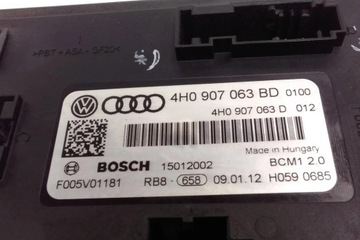 >PBT+ASA-GF20<
4H0 907 063 BD 0100
4H0 907 063 D 012
Made in Hungary
BOSCH 15012002 BCM1 2.0
F005V01181 RB8 - 658 09.01.12 H059 0685